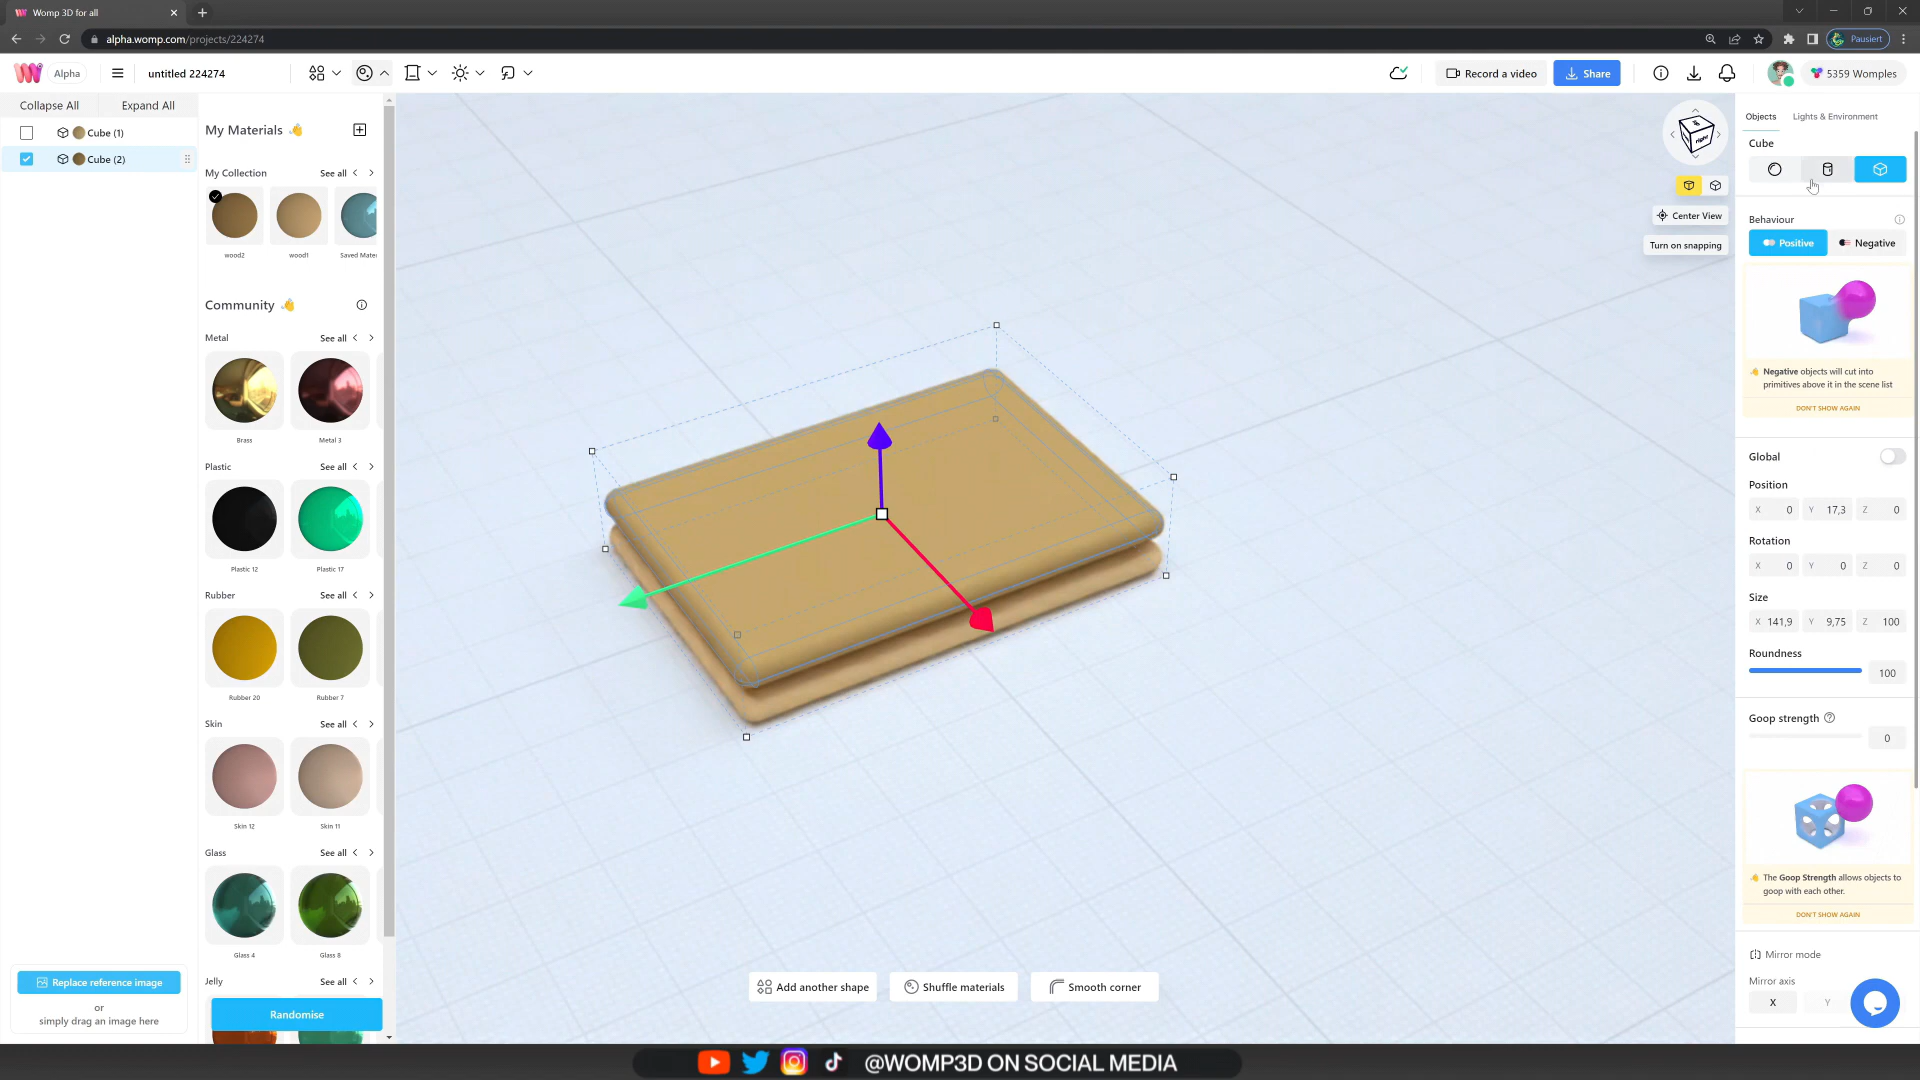 Womp 3D for all
alpha.womp.com/projects/224274
Pausiert
Alpha
untitled 224274
Record a video
Share
5359 Womples
Collapse All
Expand All
Cube (1)
Cube (2)
My Materials
My Collection
See all
wood2
wood1
Saved Mate
Community
Metal
See all
Brass
Metal 3
Plastic
See all
Plastic 12
Plastic 17
Rubber
See all
Rubber 20
Rubber 7
Skin
See all
Skin 12
Skin 11
Glass
See all
Glass 4
Glass 8
Jelly
See all
Randomise
Replace reference image
or
simply drag an image here
right
Center View
Turn on snapping
Add another shape
Shuffle materials
Smooth corner
Objects
Lights & Environment
Cube
Behaviour
Positive
Negative
Negative objects will cut into
primitives above it in the scene list
DON'T SHOW AGAIN
Global
Position
X 0 Y 17,3 Z 0
Rotation
X 0 Y 0 Z 0
Size
X 141,9 Y 9,75 Z 100
Roundness
100
Goop strength
0
The Goop Strength allows objects to
goop with each other.
DON'T SHOW AGAIN
Mirror mode
Mirror axis
X Y
@WOMP3D ON SOCIAL MEDIA